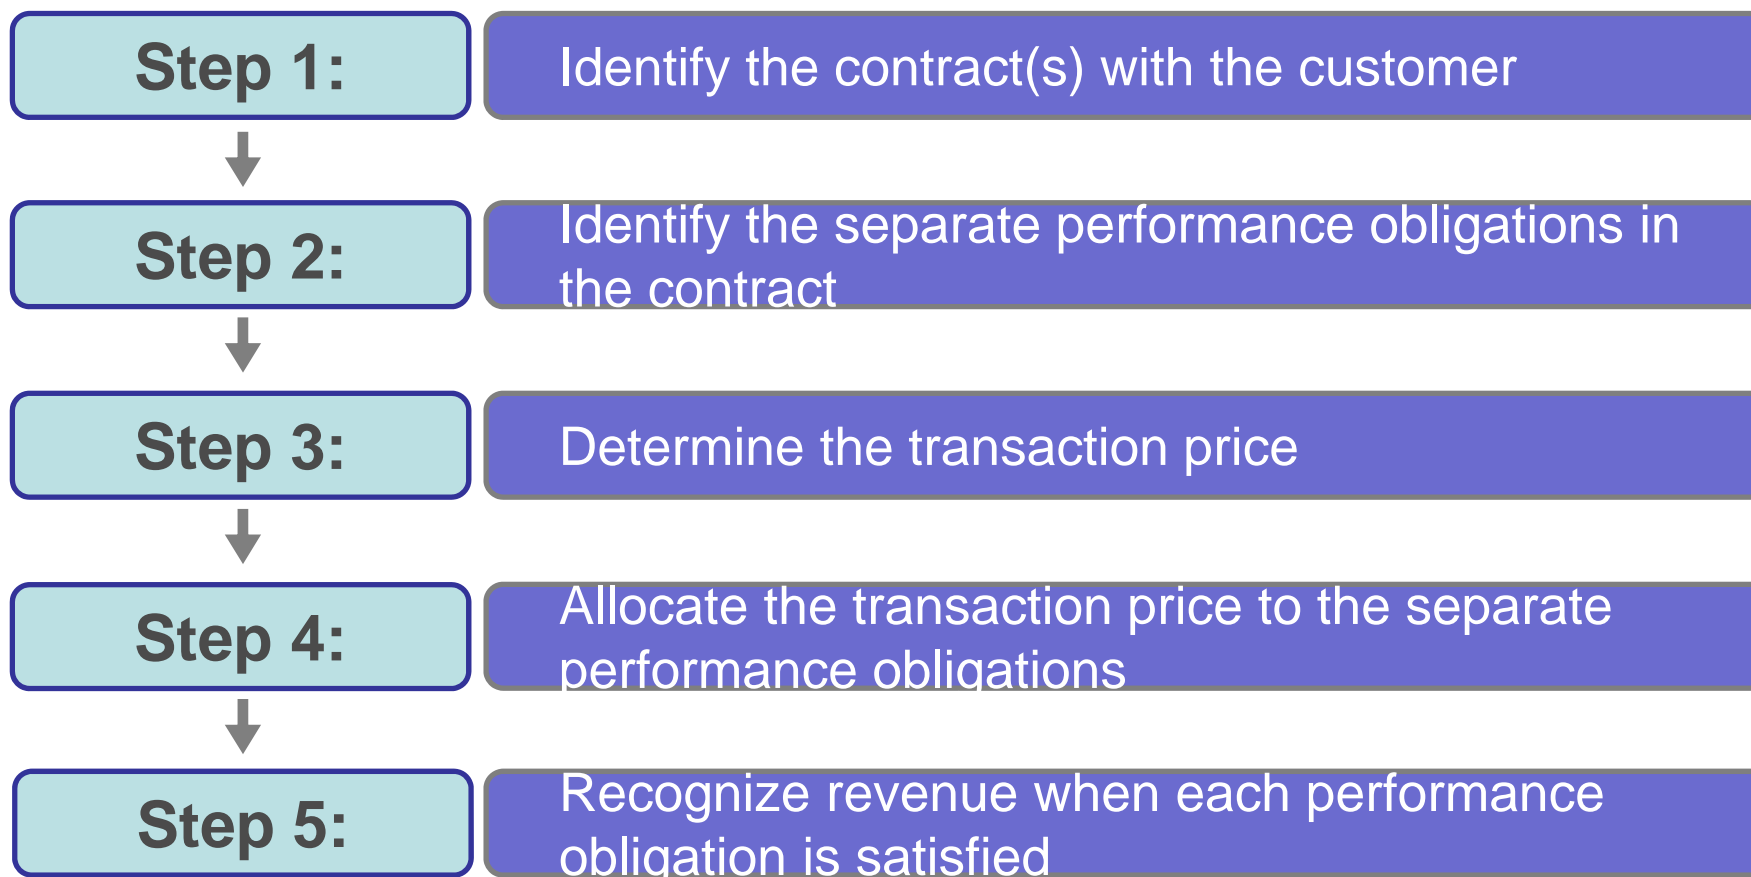 Step 1:
Identify the contract(s) with the customer
Step 2:
Identify the separate performance obligations in
the contract
Step 3:
Determine the transaction price
Step 4:
Allocate the transaction price to the separate
performance obligations
Step 5:
Recognize revenue when each performance
obligation is satisfied